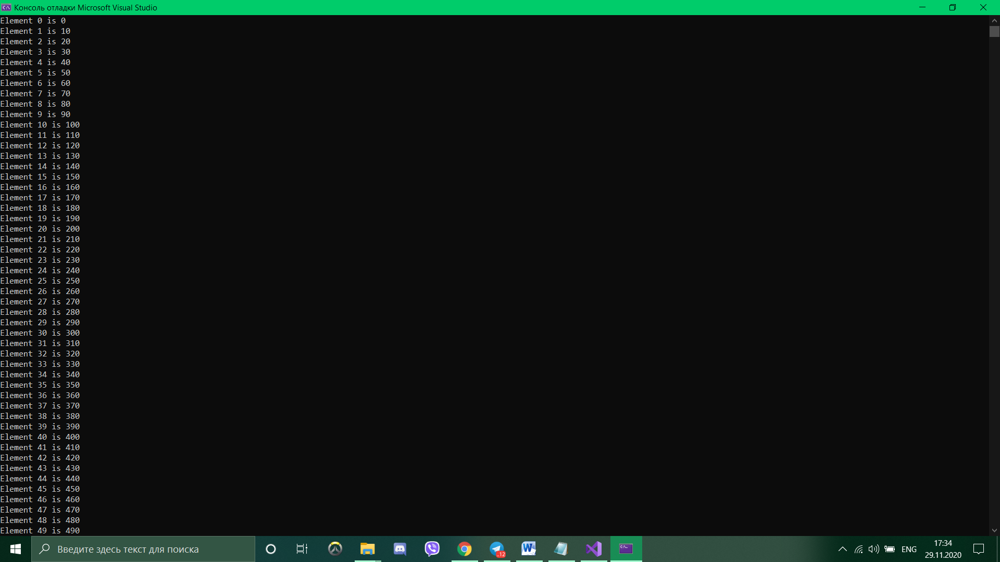 Консоль отладки Microsoft Visual Studio
Element 0 is 0
Element 1 is 10
Element 2 is 20
Element 3 is 30
Element 4 is 40
Element 5 is 50
Element 6 is 60
Element 7 is 70
Element 8 is 80
Element 9 is 90
Element 10 is 100
Element 11 is 110
Element 12 is 120
Element 13 is 130
Element 14 is 140
Element 15 is 150
Element 16 is 160
Element 17 is 170
Element 18 is 180
Element 19 is 190
Element 20 is 200
Element 21 is 210
Element 22 is 220
Element 23 is 230
Element 24 is 240
Element 25 is 250
Element 26 is 260
Element 27 is 270
Element 28 is 280
Element 29 is 290
Element 30 is 300
Element 31 is 310
Element 32 is 320
Element 33 is 330
Element 34 is 340
Element 35 is 350
Element 36 is 360
Element 37 is 370
Element 38 is 380
Element 39 is 390
Element 40 is 400
Element 41 is 410
Element 42 is 420
Element 43 is 430
Element 44 is 440
Element 45 is 450
Element 46 is 460
Element 47 is 470
Element 48 is 480
Element 49 is 490
Введите здесь текст для поиска
..12
ENG
17:34
29.11.2020